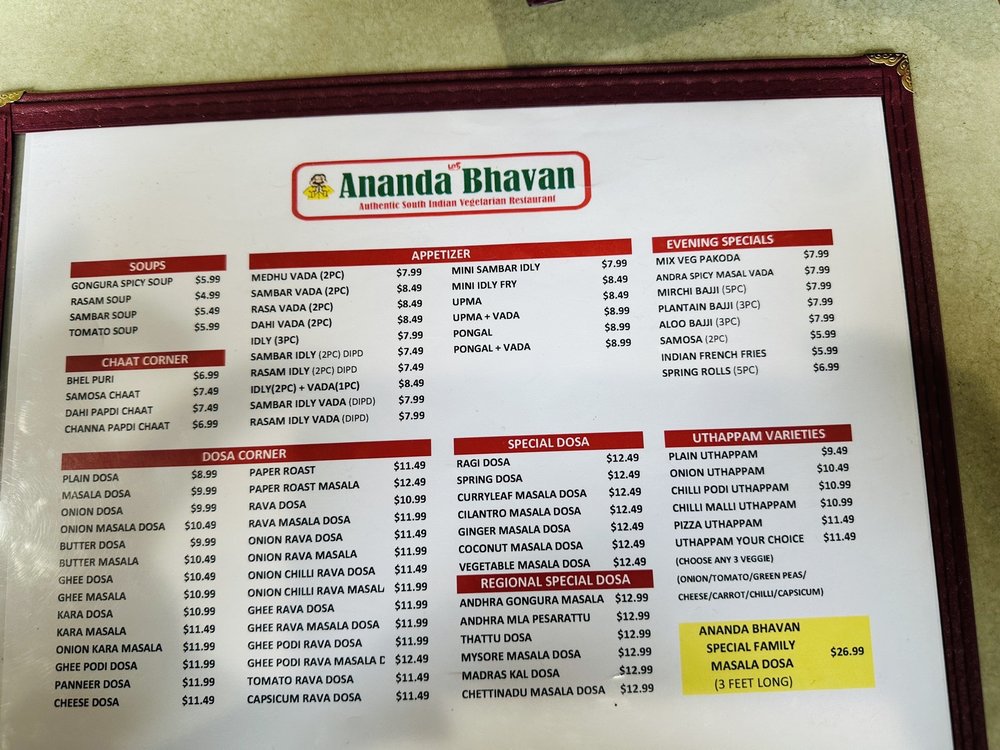 Ananda Bhavan
Authentic South Indian Vegetarian Restaurant
SOUPS
GONGURA SPICY SOUP $5.99
RASAM SOUP $4.99
SAMBAR SOUP $5.49
TOMATO SOUP $5.99
CHAAT CORNER
BHEL PURI $6.99
SAMOSA CHAAT $7.49
DAHI PAPDI CHAAT $7.49
CHANNA PAPDI CHAAT $6.99
APPETIZER
MEDHU VADA (2PC) $7.99
SAMBAR VADA (2PC) $8.49
RASA VADA (2PC) $8.49
DAHI VADA (2PC) $8.49
IDLY (3PC) $7.99
SAMBAR IDLY (2PC) DIPD $7.49
RASAM IDLY (2PC) DIPD $7.49
IDLY(2PC) + VADA(1PC) $8.49
SAMBAR IDLY VADA (DIPD) $7.99
RASAM IDLY VADA (DIPD) $7.99
MINI SAMBAR IDLY $7.99
MINI IDLY FRY $8.49
UPMA $8.49
UPMA + VADA $8.99
PONGAL $8.99
PONGAL + VADA $8.99
EVENING SPECIALS
MIX VEG PAKODA $7.99
ANDRA SPICY MASAL VADA $7.99
MIRCHI BAJJI (5PC) $7.99
PLANTAIN BAJJI (3PC) $7.99
ALOO BAJJI (3PC) $7.99
SAMOSA (2PC) $5.99
INDIAN FRENCH FRIES $5.99
SPRING ROLLS (5PC) $6.99
DOSA CORNER
PLAIN DOSA $8.99
MASALA DOSA $9.99
ONION DOSA $9.99
ONION MASALA DOSA $10.49
BUTTER DOSA $9.99
BUTTER MASALA $10.49
GHEE DOSA $10.49
GHEE MASALA $10.99
KARA DOSA $10.99
KARA MASALA $11.49
ONION KARA MASALA $11.99
GHEE PODI DOSA $11.99
PANNEER DOSA $11.99
CHEESE DOSA $11.49
PAPER ROAST $11.49
PAPER ROAST MASALA $12.49
RAVA DOSA $10.99
RAVA MASALA DOSA $11.99
ONION RAVA DOSA $11.49
ONION RAVA MASALA $11.99
ONION CHILLI RAVA DOSA $11.49
ONION CHILLI RAVA MASAL $11.99
GHEE RAVA DOSA $11.99
GHEE RAVA MASALA DOSA $11.99
GHEE PODI RAVA DOSA $11.99
GHEE PODI RAVA MASALA D $12.49
TOMATO RAVA DOSA $11.49
CAPSICUM RAVA DOSA $11.49
SPECIAL DOSA
RAGI DOSA $12.49
SPRING DOSA $12.49
CURRYLEAF MASALA DOSA $12.49
CILANTRO MASALA DOSA $12.49
GINGER MASALA DOSA $12.49
COCONUT MASALA DOSA $12.49
VEGETABLE MASALA DOSA $12.49
REGIONAL SPECIAL DOSA
ANDHRA GONGURA MASALA $12.99
ANDHRA MLA PESARATTU $12.99
THATTU DOSA $12.99
MYSORE MASALA DOSA $12.99
MADRAS KAL DOSA $12.99
CHETTINADU MASALA DOSA $12.99
UTHAPPAM VARIETIES
PLAIN UTHAPPAM $9.49
ONION UTHAPPAM $10.49
CHILLI PODI UTHAPPAM $10.99
CHILLI MALLI UTHAPPAM $10.99
PIZZA UTHAPPAM $11.49
UTHAPPAM YOUR CHOICE $11.49
(CHOOSE ANY 3 VEGGIE)
(ONION/TOMATO/GREEN PEAS/
CHEESE/CARROT/CHILLI/CAPSICUM)
ANANDA BHAVAN
SPECIAL FAMILY
MASALA DOSA $26.99
(3 FEET LONG)